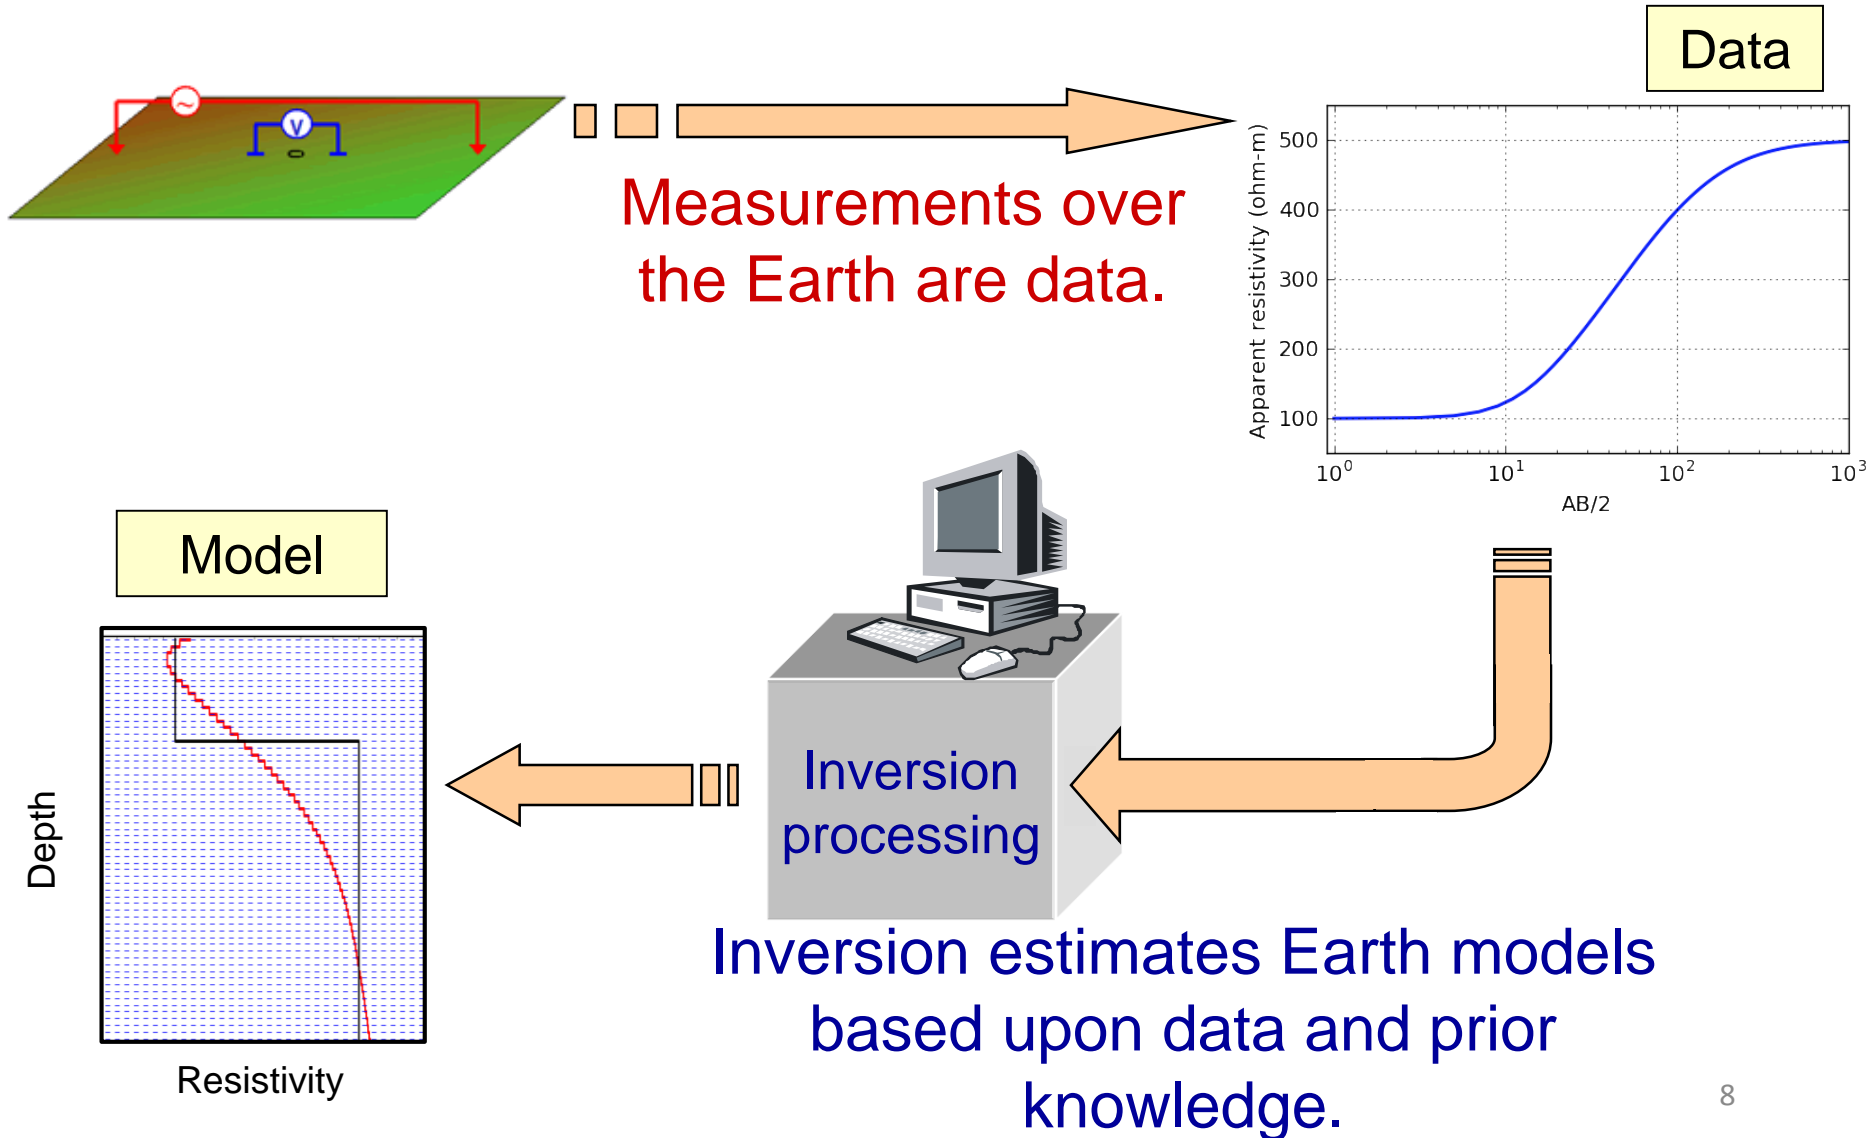 Data
~
V
Measurements over
the Earth are data.
Apparent resistivity (ohm-m)
500
400
300
200
100
10⁰ 10¹ 10² 10³
AB/2
Model
Depth
Resistivity
Inversion
processing
Inversion estimates Earth models
based upon data and prior
knowledge.
8